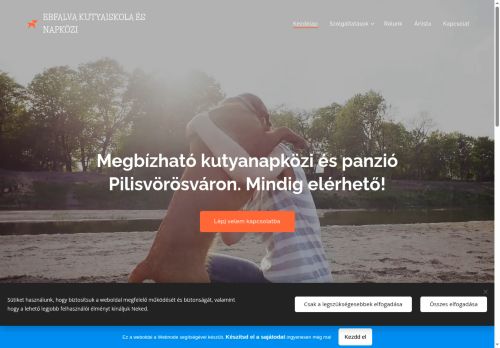 EBFALVA KUTYAISKOLA ÉS
NAPKÖZI
Kezdőlap
Szolgáltatások
Rólunk
Árlista
Kapcsolat
Megbízható kutyanapközi és panzió
Pilisvörösváron. Mindig elérhető!
Lépj velem kapcsolatba
Sütiket használunk, hogy biztosítsuk a weboldal megfelelő működését és biztonságát, valamint
hogy a lehető legjobb felhasználói élményt kínáljuk Neked.
Csak a legszükségesebbek elfogadása
Összes elfogadása
Ez a weboldal a Webnode segítségével készült. Készítsd el a sajátodat ingyenesen még ma!
Kezdd el